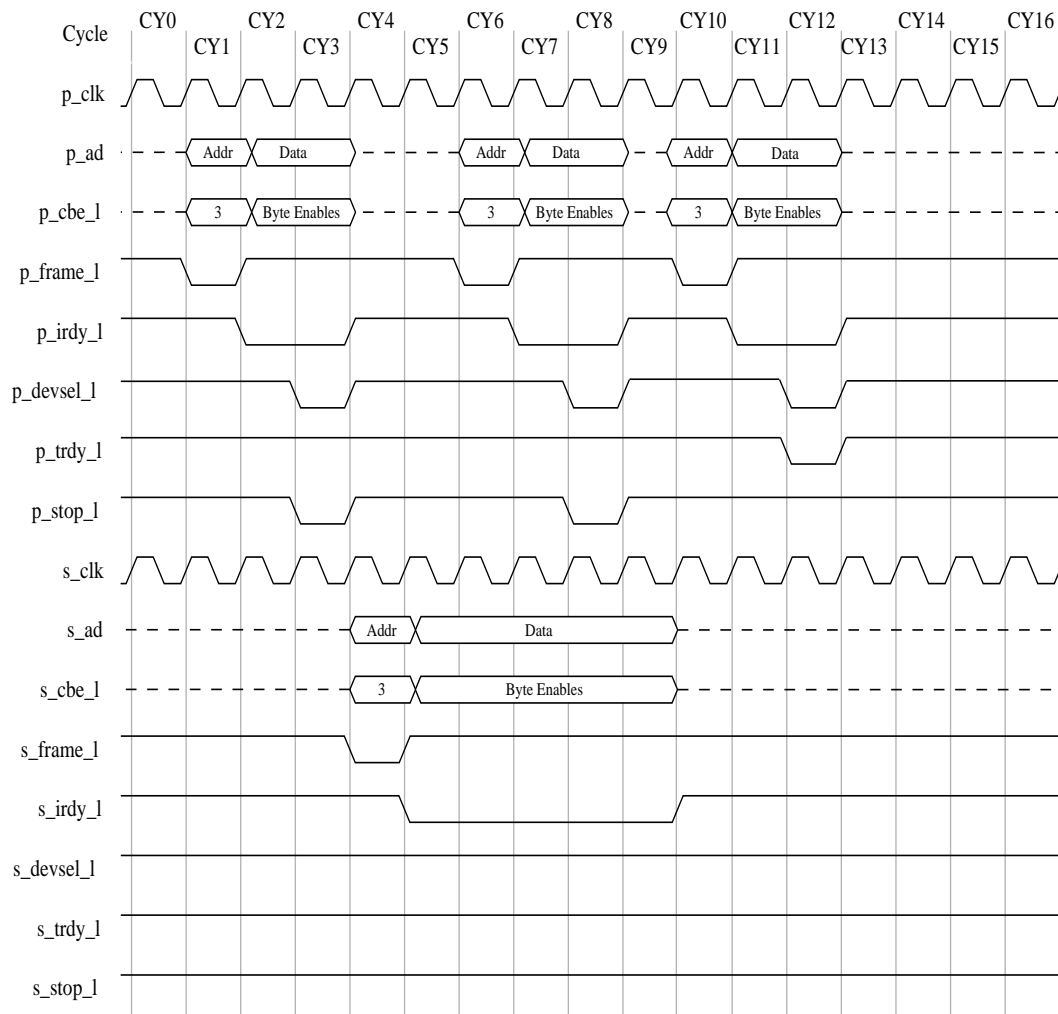 Cycle CY0 CY2 CY4 CY6 CY8 CY10 CY12 CY14 CY16
CY1 CY3 CY5 CY7 CY9 CY11 CY13 CY15
p_clk
p_ad Addr Data Addr Data Addr Data
p_cbe_l 3 Byte Enables 3 Byte Enables 3 Byte Enables
p_frame_l
p_irdy_l
p_devsel_l
p_trdy_l
p_stop_l
s_clk
s_ad Addr Data
s_cbe_l 3 Byte Enables
s_frame_l
s_irdy_l
s_devsel_l
s_trdy_l
s_stop_l